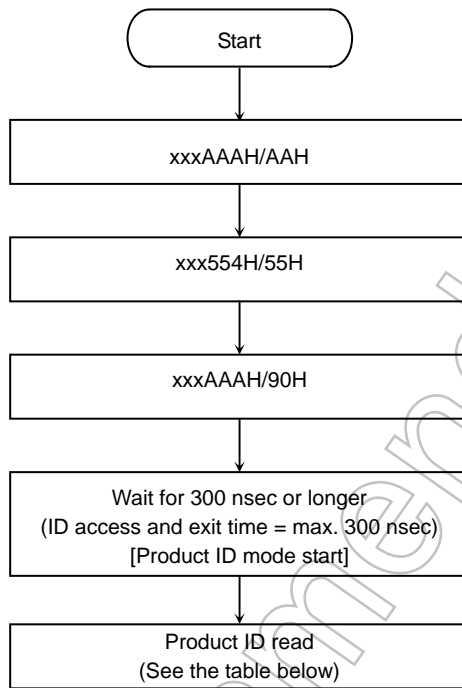 Start
xxxAAAH/AAH
xxx554H/55H
xxxAAAH/90H
Wait for 300 nsec or longer
(ID access and exit time = max. 300 nsec)
[Product ID mode start]
Product ID read
(See the table below)